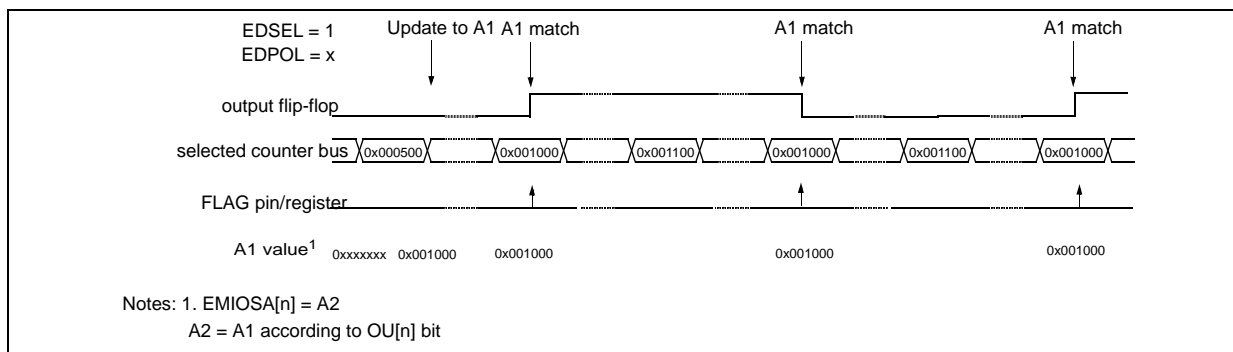 EDSEL = 1
EDPOL = x
Update to A1 A1 match A1 match A1 match
output flip-flop
selected counter bus 0x000500 0x001000 0x001100 0x001000 0x001100 0x001000
FLAG pin/register
A1 value1 0xxxxxxx 0x001000 0x001000 0x001000 0x001000
Notes: 1. EMIOSA[n] = A2
A2 = A1 according to OU[n] bit